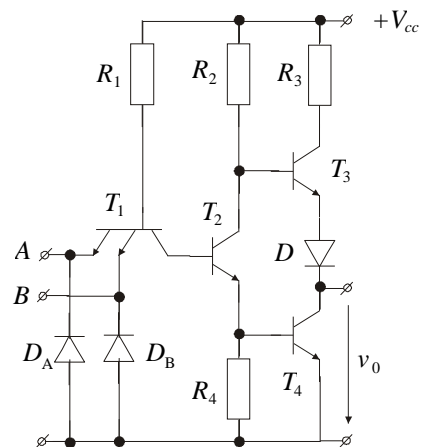 +V_cc
R_1 R_2 R_3
T_1 T_2 T_3
A
B D
D_A D_B R_4 T_4 v_0